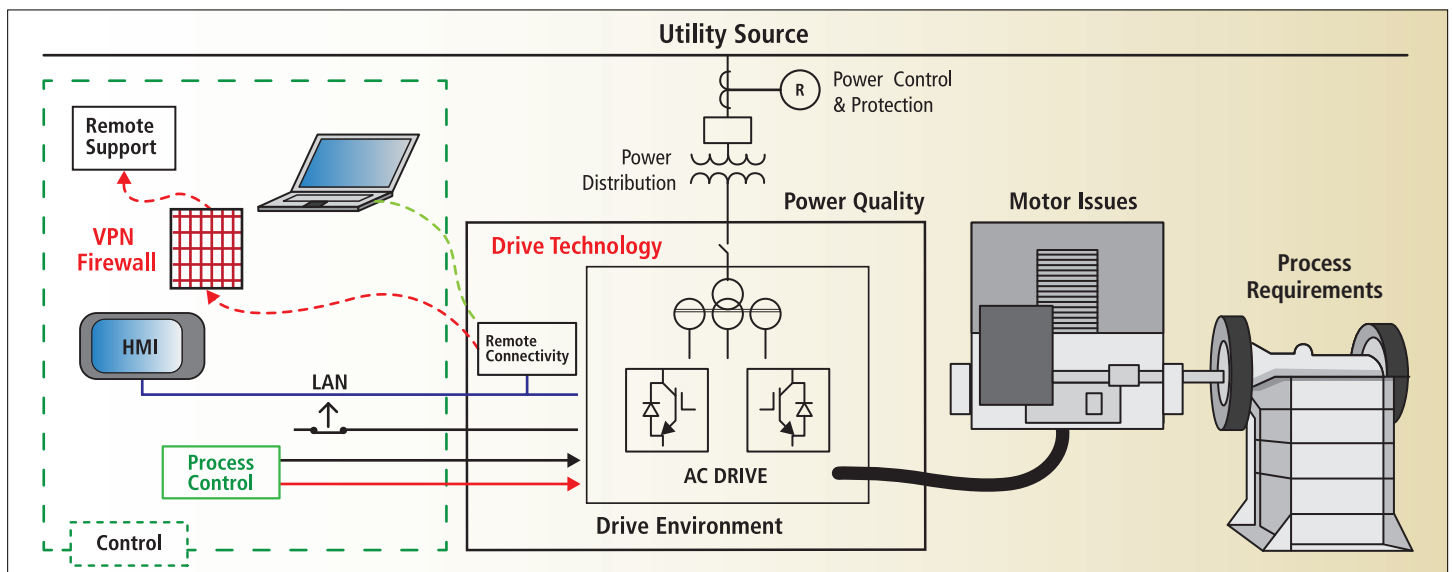 Utility Source
R
Power Control
& Protection
Remote
Support
Power
Distribution
Power Quality
Motor Issues
VPN
Firewall
Drive Technology
Process
Requirements
HMI
Remote
Connectivity
LAN
Process
Control
AC DRIVE
Drive Environment
Control